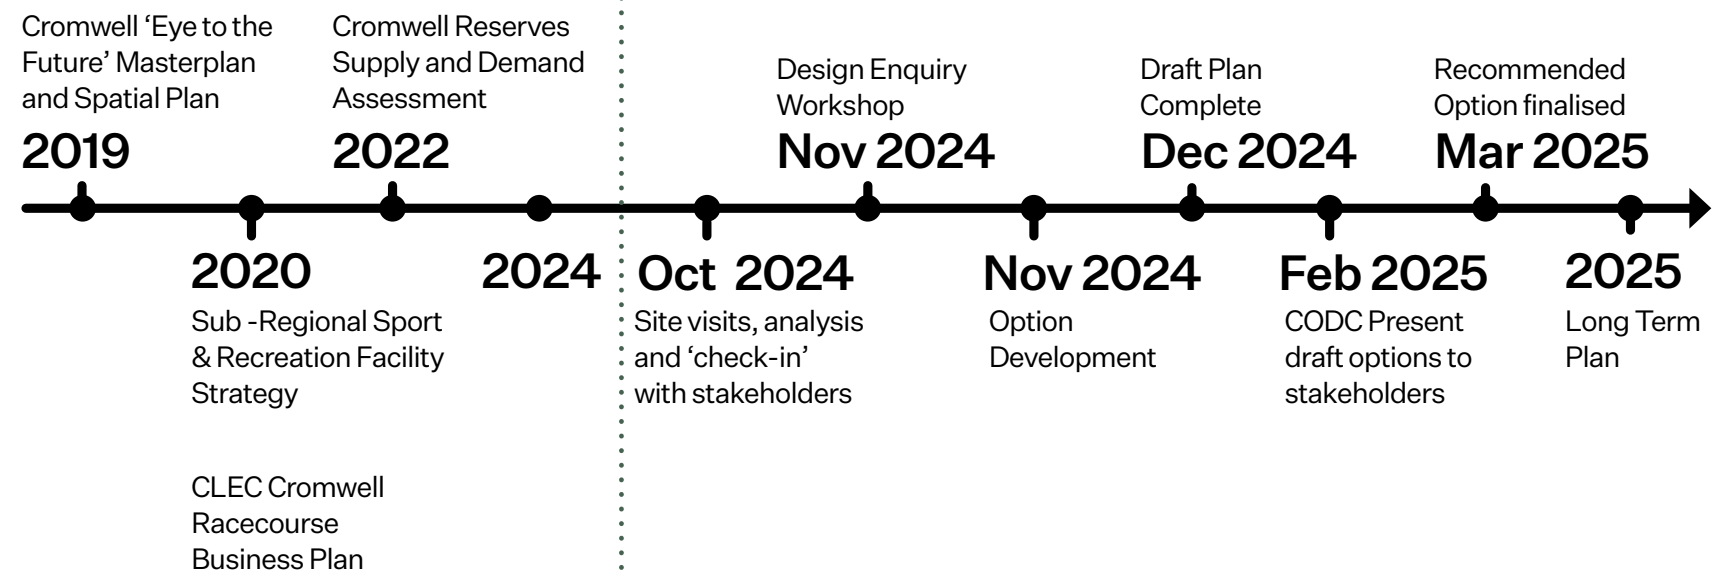 Cromwell ‘Eye to the
Future’ Masterplan
and Spatial Plan
2019
Cromwell Reserves
Supply and Demand
Assessment
2022
Design Enquiry
Workshop
Nov 2024
Draft Plan
Complete
Dec 2024
Recommended
Option finalised
Mar 2025
2020
Sub -Regional Sport
& Recreation Facility
Strategy
CLEC Cromwell
Racecourse
Business Plan
2024
Oct 2024
Site visits, analysis
and ‘check-in’
with stakeholders
Nov 2024
Option
Development
Feb 2025
CODC Present
draft options to
stakeholders
2025
Long Term
Plan